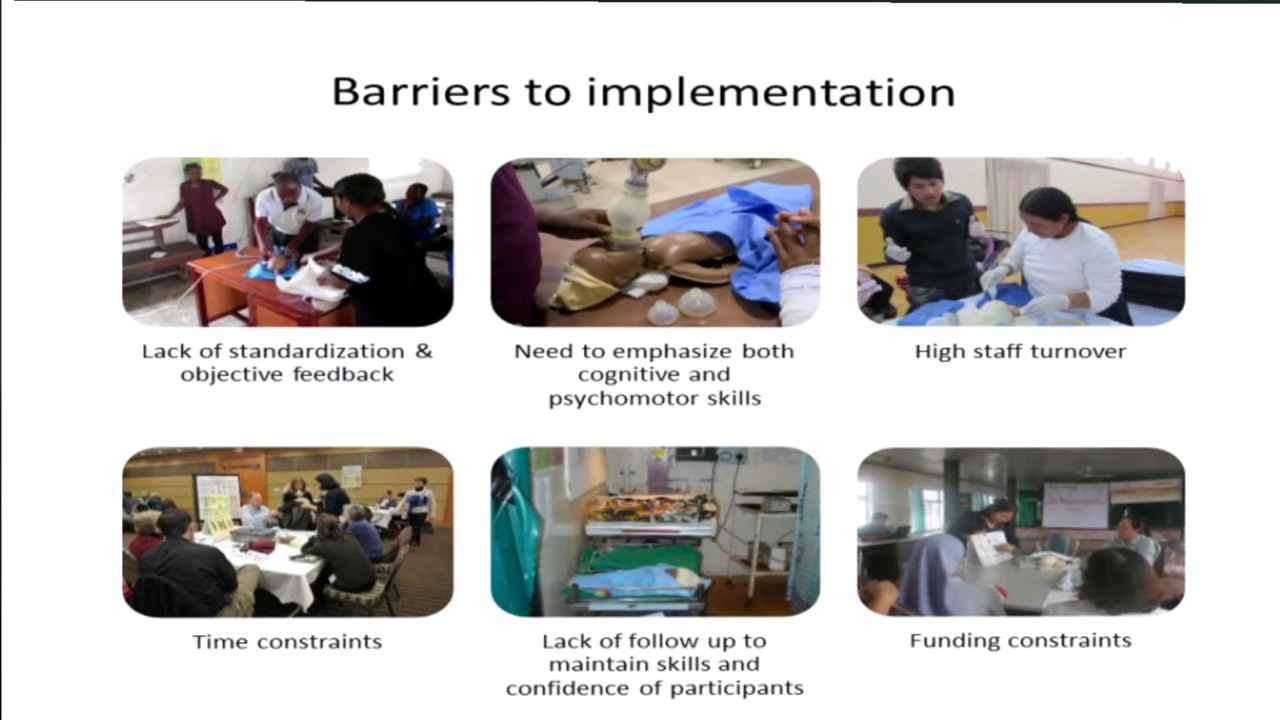 Barriers to implementation
Lack of standardization &
objective feedback
Need to emphasize both
cognitive and
psychomotor skills
High staff turnover
Time constraints
Lack of follow up to
maintain skills and
confidence of participants
Funding constraints